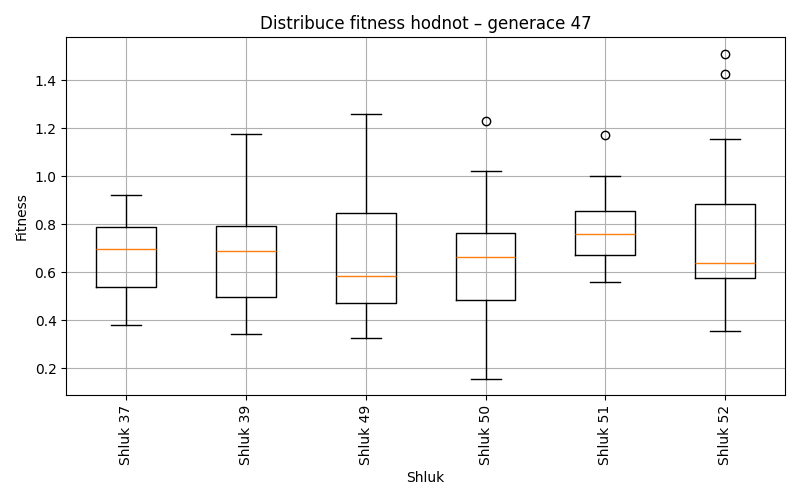 Distribuce fitness hodnot – generace 47
Fitness
1.4
1.2
1.0
0.8
0.6
0.4
0.2
Shluk 37
Shluk 39
Shluk 49
Shluk 50
Shluk 51
Shluk 52
Shluk